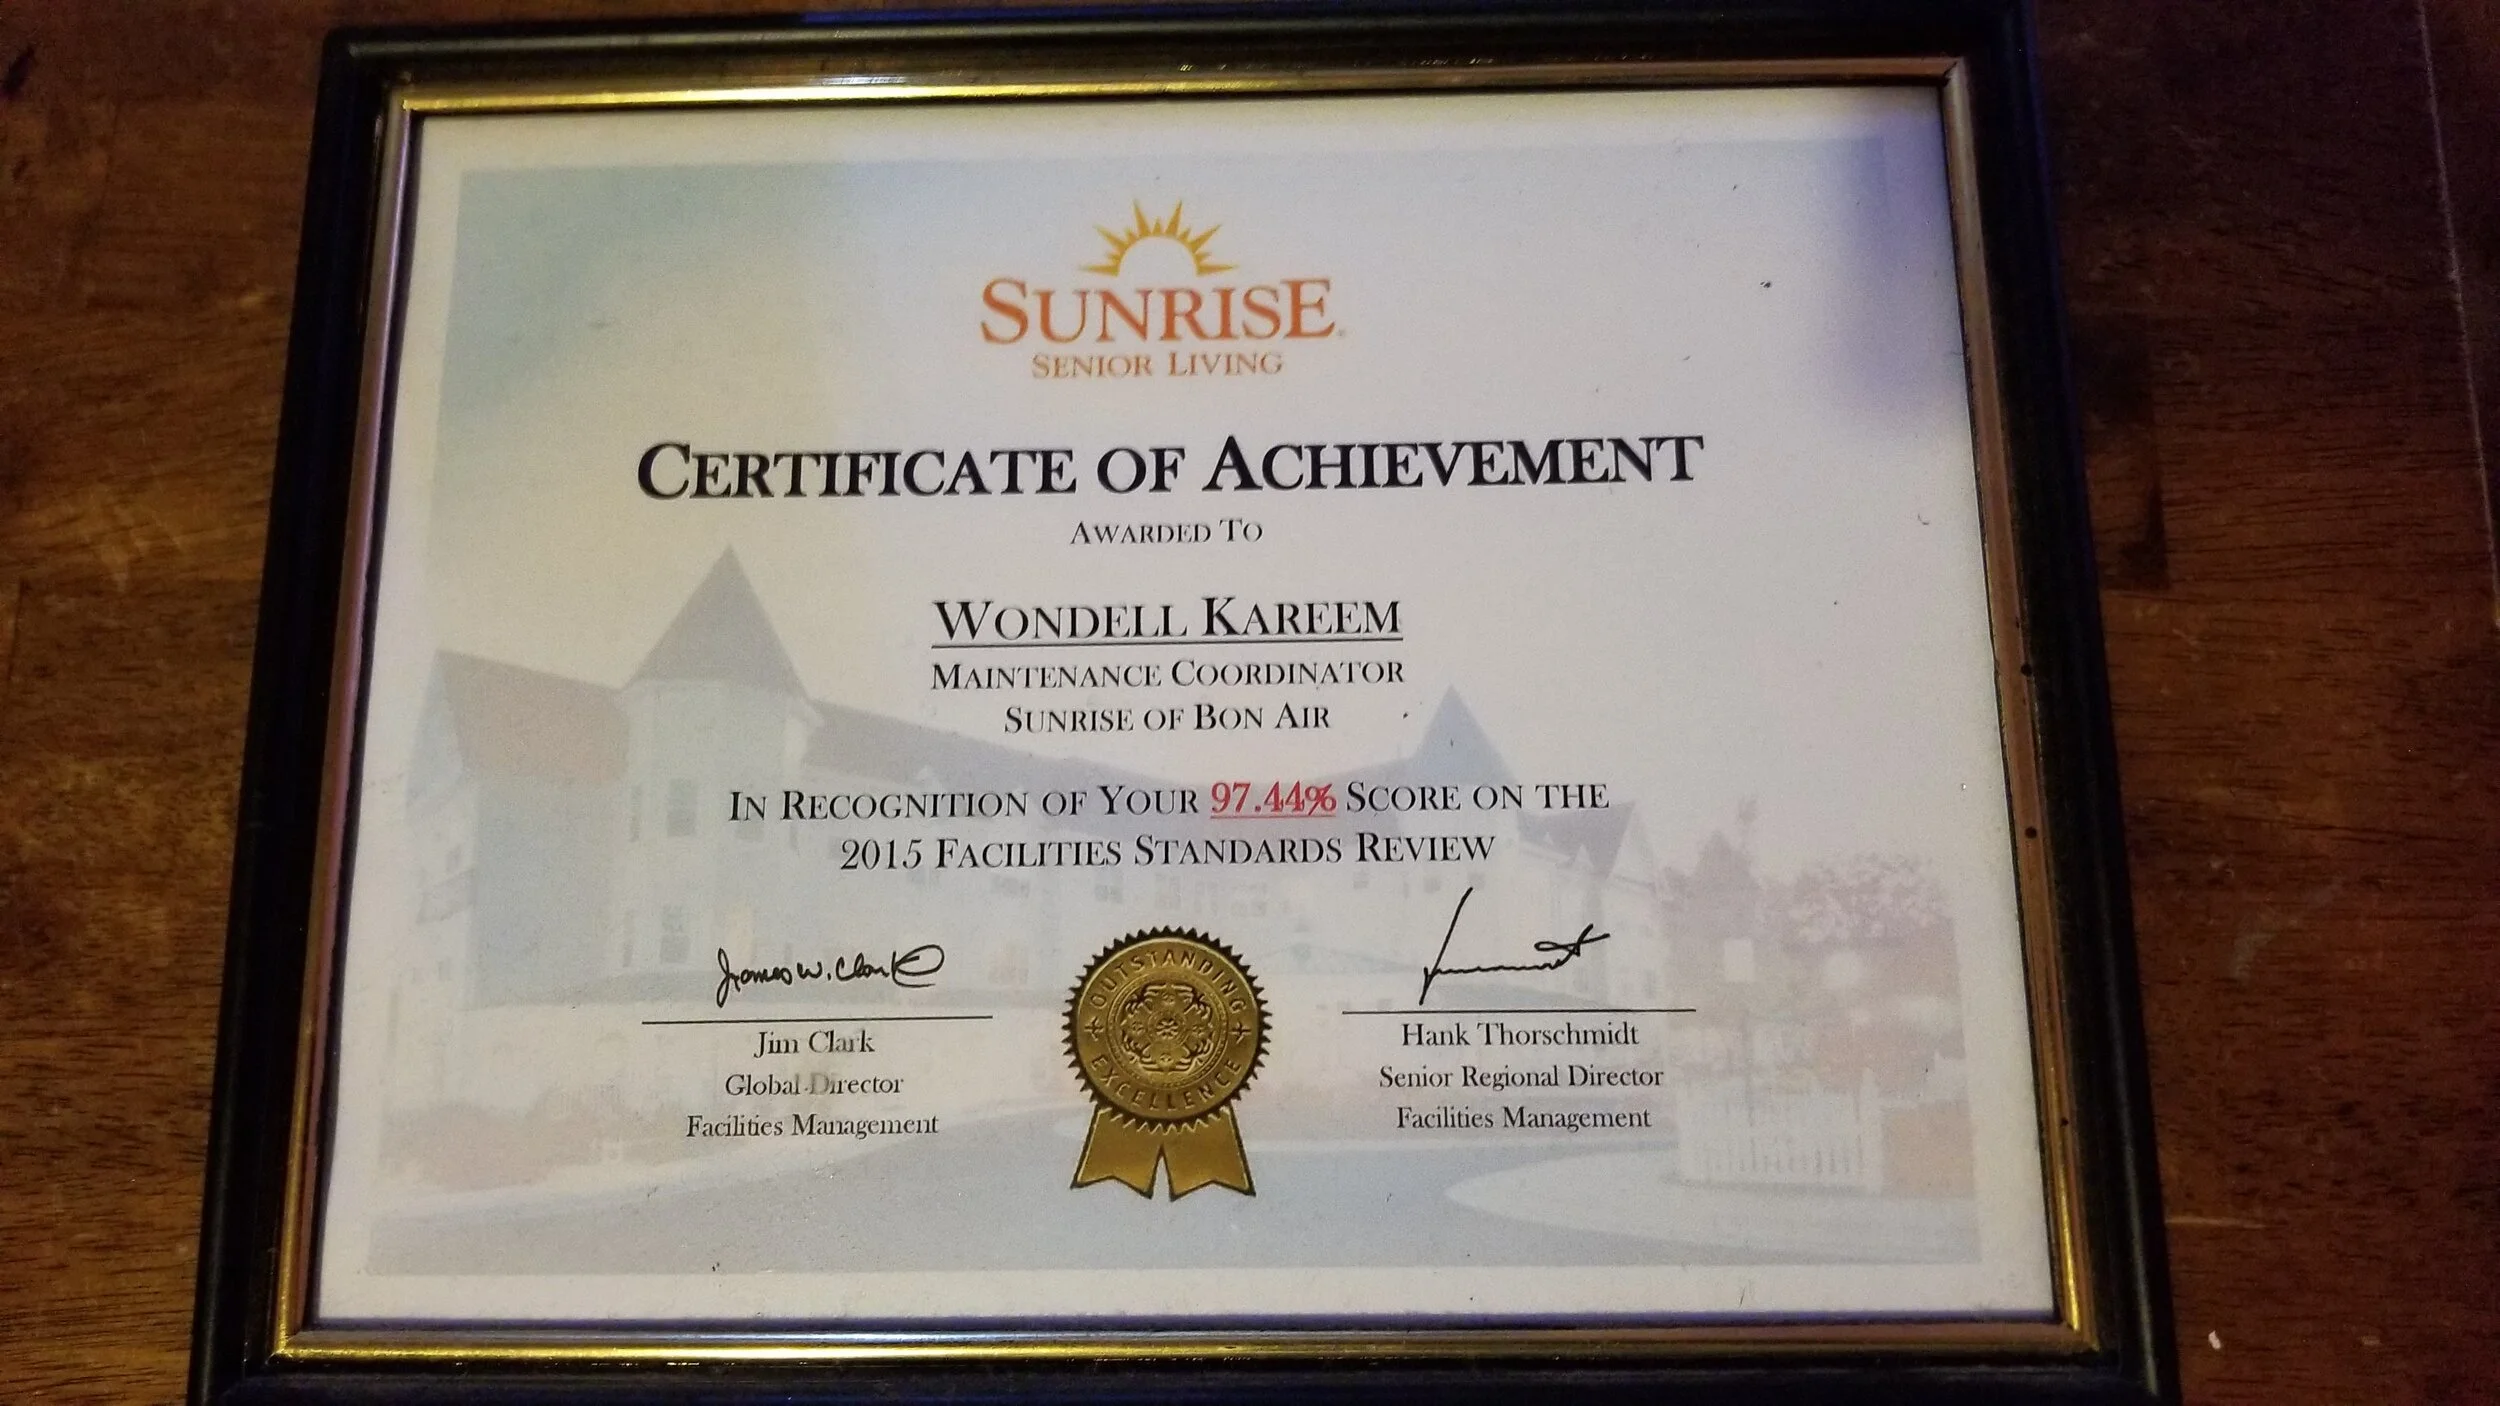 SUNRISE
SENIOR LIVING
CERTIFICATE OF ACHIEVEMENT
AWARDED TO
WONDELL KAREEM
MAINTENANCE COORDINATOR
SUNRISE OF BON AIR
IN RECOGNITION OF YOUR 97.44% SCORE ON THE
2015 FACILITIES STANDARDS REVIEW
James W. Clark
Jim Clark
Global Director
Facilities Management
OUTSTANDING
EXCELLENCE
Hank Thorschmidt
Senior Regional Director
Facilities Management